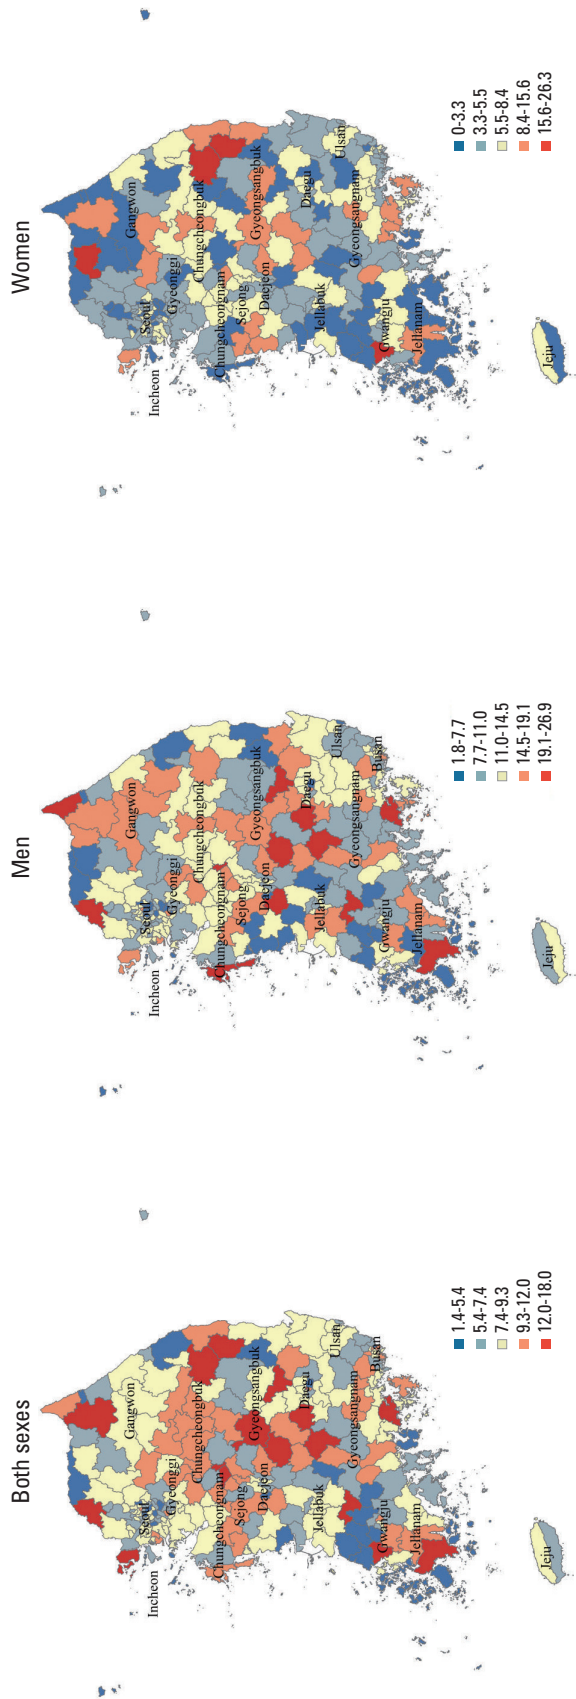 Both sexes
Gangwon
Seoul
Incheon
Gyeonggi
Chungcheongbuk
Chungcheongnam
Sejong
Gyeongsangbuk
Daejeon
Daegu
Jellabuk
Ulsan
Gyeongsangnam
Busan
Gwangju
Jellanam
Jeju
1.4-5.4
5.4-7.4
7.4-9.3
9.3-12.0
12.0-18.0
Men
Gangwon
Seoul
Incheon
Gyeonggi
Chungcheongbuk
Chungcheongnam
Sejong
Gyeongsangbuk
Daejeon
Daegu
Jellabuk
Ulsan
Gyeongsangnam
Busan
Gwangju
Jellanam
Jeju
1.8-7.7
7.7-11.0
11.0-14.5
14.5-19.1
19.1-26.9
Women
Gangwon
Seoul
Incheon
Gyeonggi
Chungcheongbuk
Chungcheongnam
Sejong
Gyeongsangbuk
Daejeon
Daegu
Jellabuk
Ulsan
Gyeongsangnam
Gwangju
Jellanam
Jeju
0-3.3
3.3-5.5
5.5-8.4
8.4-15.6
15.6-26.3